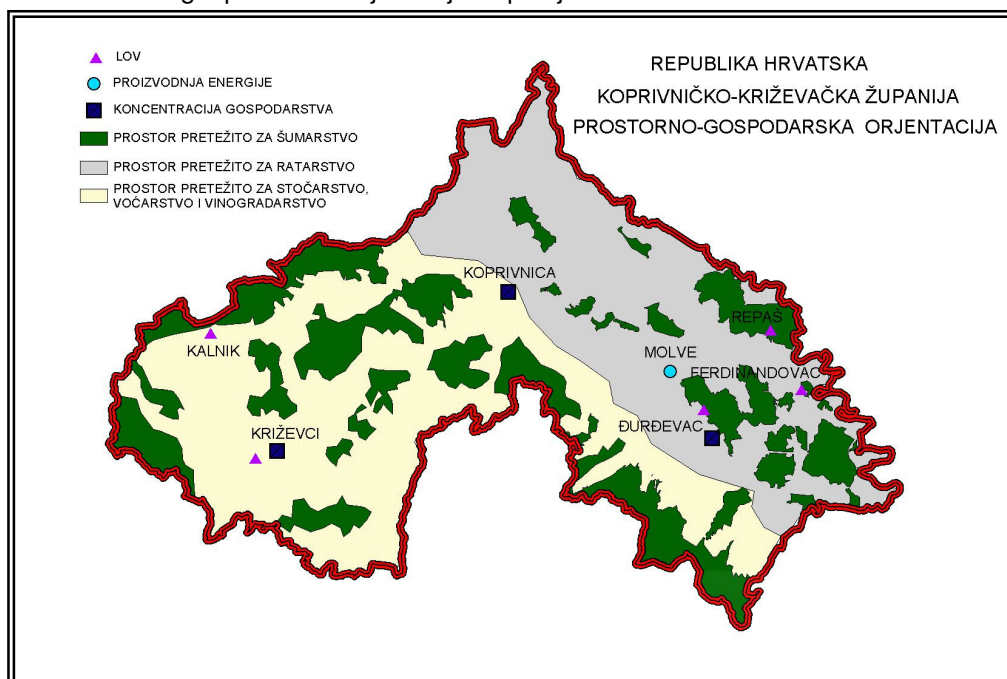 LOV
PROIZVODNJA ENERGIJE
KONCENTRACIJA GOSPODARSTVA
PROSTOR PRETEŽITO ZA ŠUMARSTVO
PROSTOR PRETEŽITO ZA RATARSTVO
PROSTOR PRETEŽITO ZA STOČARSTVO,
VOĆARSTVO I VINOGRADARSTVO
REPUBLIKA HRVATSKA
KOPRIVNIČKO-KRIŽEVAČKA ŽUPANIJA
PROSTORNO-GOSPODARSKA ORJENTACIJA
KOPRIVNICA
REPAŠ
KALNIK
MOLVE
FERDINANDOVAC
ĐURĐEVAC
KRIŽEVCI